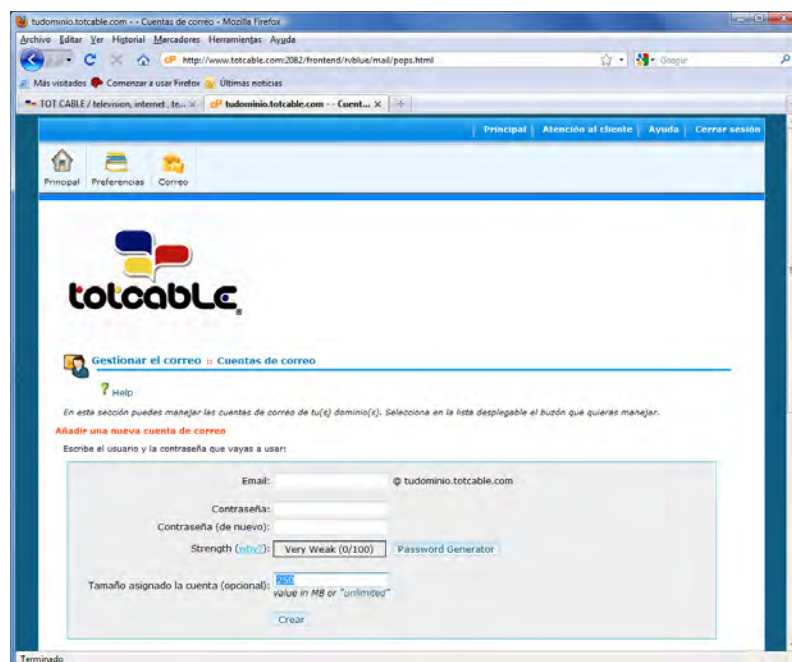 tudominio.totcable.com - - Cuentas de correo - Mozilla Firefox
Archivo Editar Ver Historial Marcadores Herramientas Ayuda
http://www.totcable.com:2082/frontend/rvblue/mail/pops.html
Google
Más visitados Comenzar a usar Firefox Últimas noticias
TOT CABLE / television, internet , te...
cP tudominio.totcable.com - - Cuent...
Principal Atención al cliente Ayuda Cerrar sesión
Principal Preferencias Correo
totcable
Gestionar el correo :: Cuentas de correo
? Help
En esta sección puedes manejar las cuentas de correo de tu(s) dominio(s). Selecciona en la lista desplegable el buzón que quieras manejar.
Añadir una nueva cuenta de correo
Escribe el usuario y la contraseña que vayas a usar:
Email: @ tudominio.totcable.com
Contraseña:
Contraseña (de nuevo):
Strength (why?): Very Weak (0/100) Password Generator
Tamaño asignado la cuenta (opcional): 250
value in MB or "unlimited"
Crear
Terminado